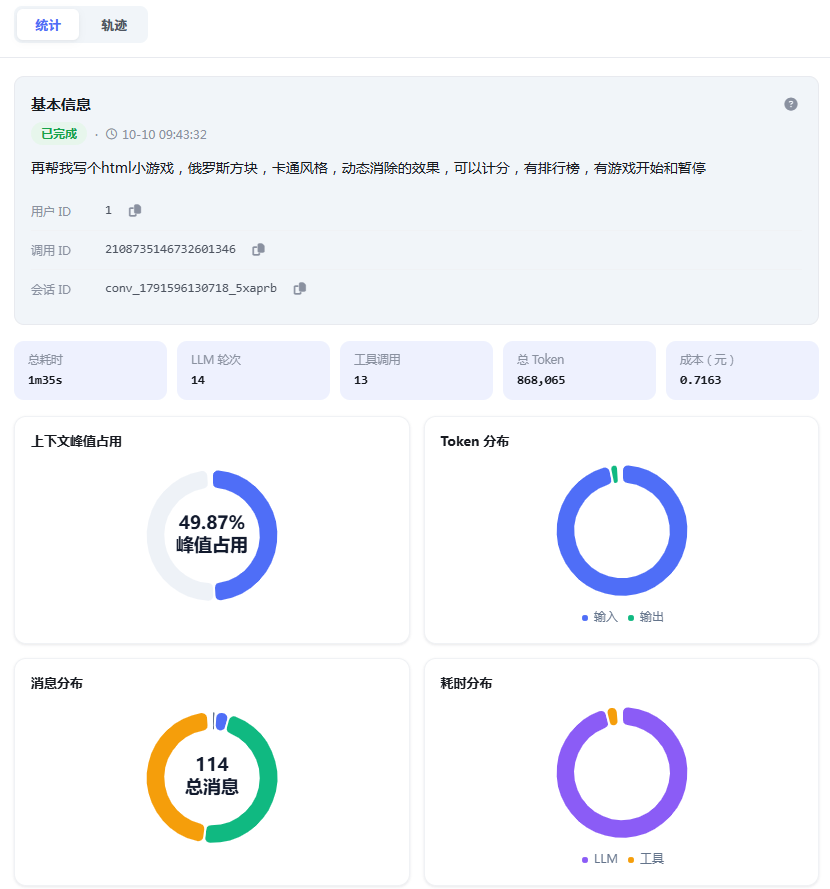 统计 轨迹
基本信息
已完成 · 10-10 09:43:32
再帮我写个html小游戏，俄罗斯方块，卡通风格，动态消除的效果，可以计分，有排行榜，有游戏开始和暂停
用户 ID 1
调用 ID 2108735146732601346
会话 ID conv_1791596130718_5xaprb
总耗时 LLM 轮次 工具调用 总 Token 成本（元）
1m35s 14 13 868,065 0.7163
上下文峰值占用 Token 分布
49.87%
峰值占用
输入 输出
消息分布 耗时分布
114
总消息
LLM 工具